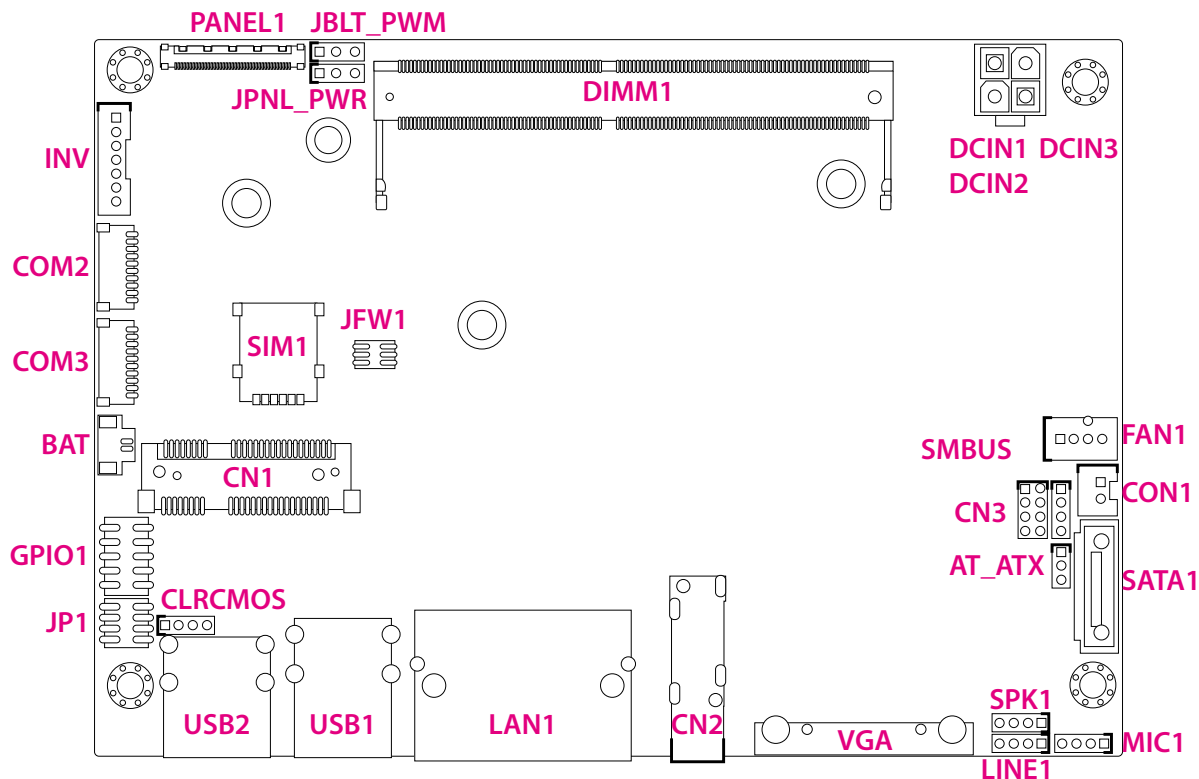 PANEL1 JBLT_PWM
JPNL_PWR
DIMM1
INV
DCIN1 DCIN3
DCIN2
COM2
JFW1
SIM1
COM3
BAT
FAN1
SMBUS
CN1
CON1
CN3
GPIO1
AT_ATX
SATA1
CLRCMOS
JP1
SPK1
USB2
USB1
LAN1
CN2
VGA
MIC1
LINE1